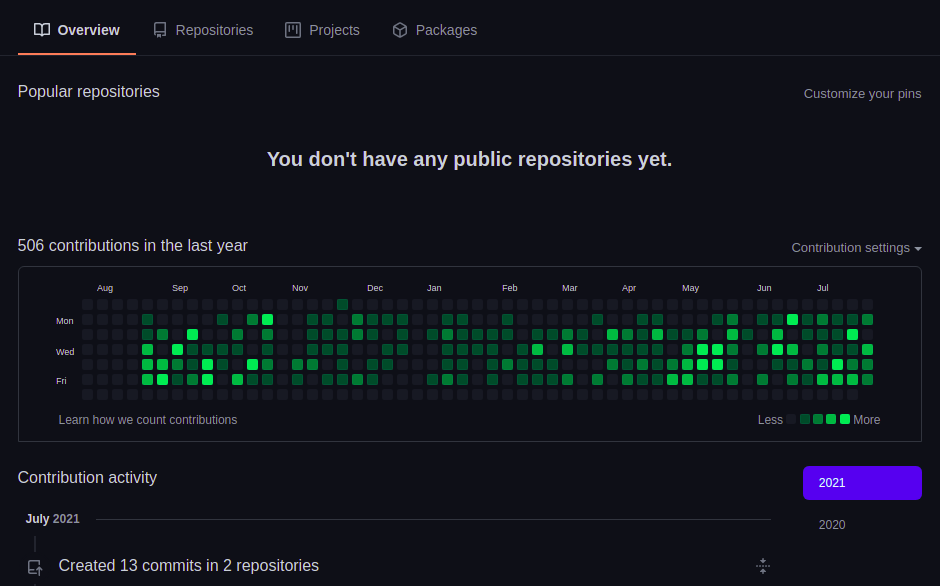 Overview Repositories Projects Packages
Popular repositories Customize your pins
You don't have any public repositories yet.
506 contributions in the last year Contribution settings
Aug Sep Oct Nov Dec Jan Feb Mar Apr May Jun Jul
Mon
Wed
Fri
Learn how we count contributions Less More
Contribution activity 2021
July 2021 2020
Created 13 commits in 2 repositories